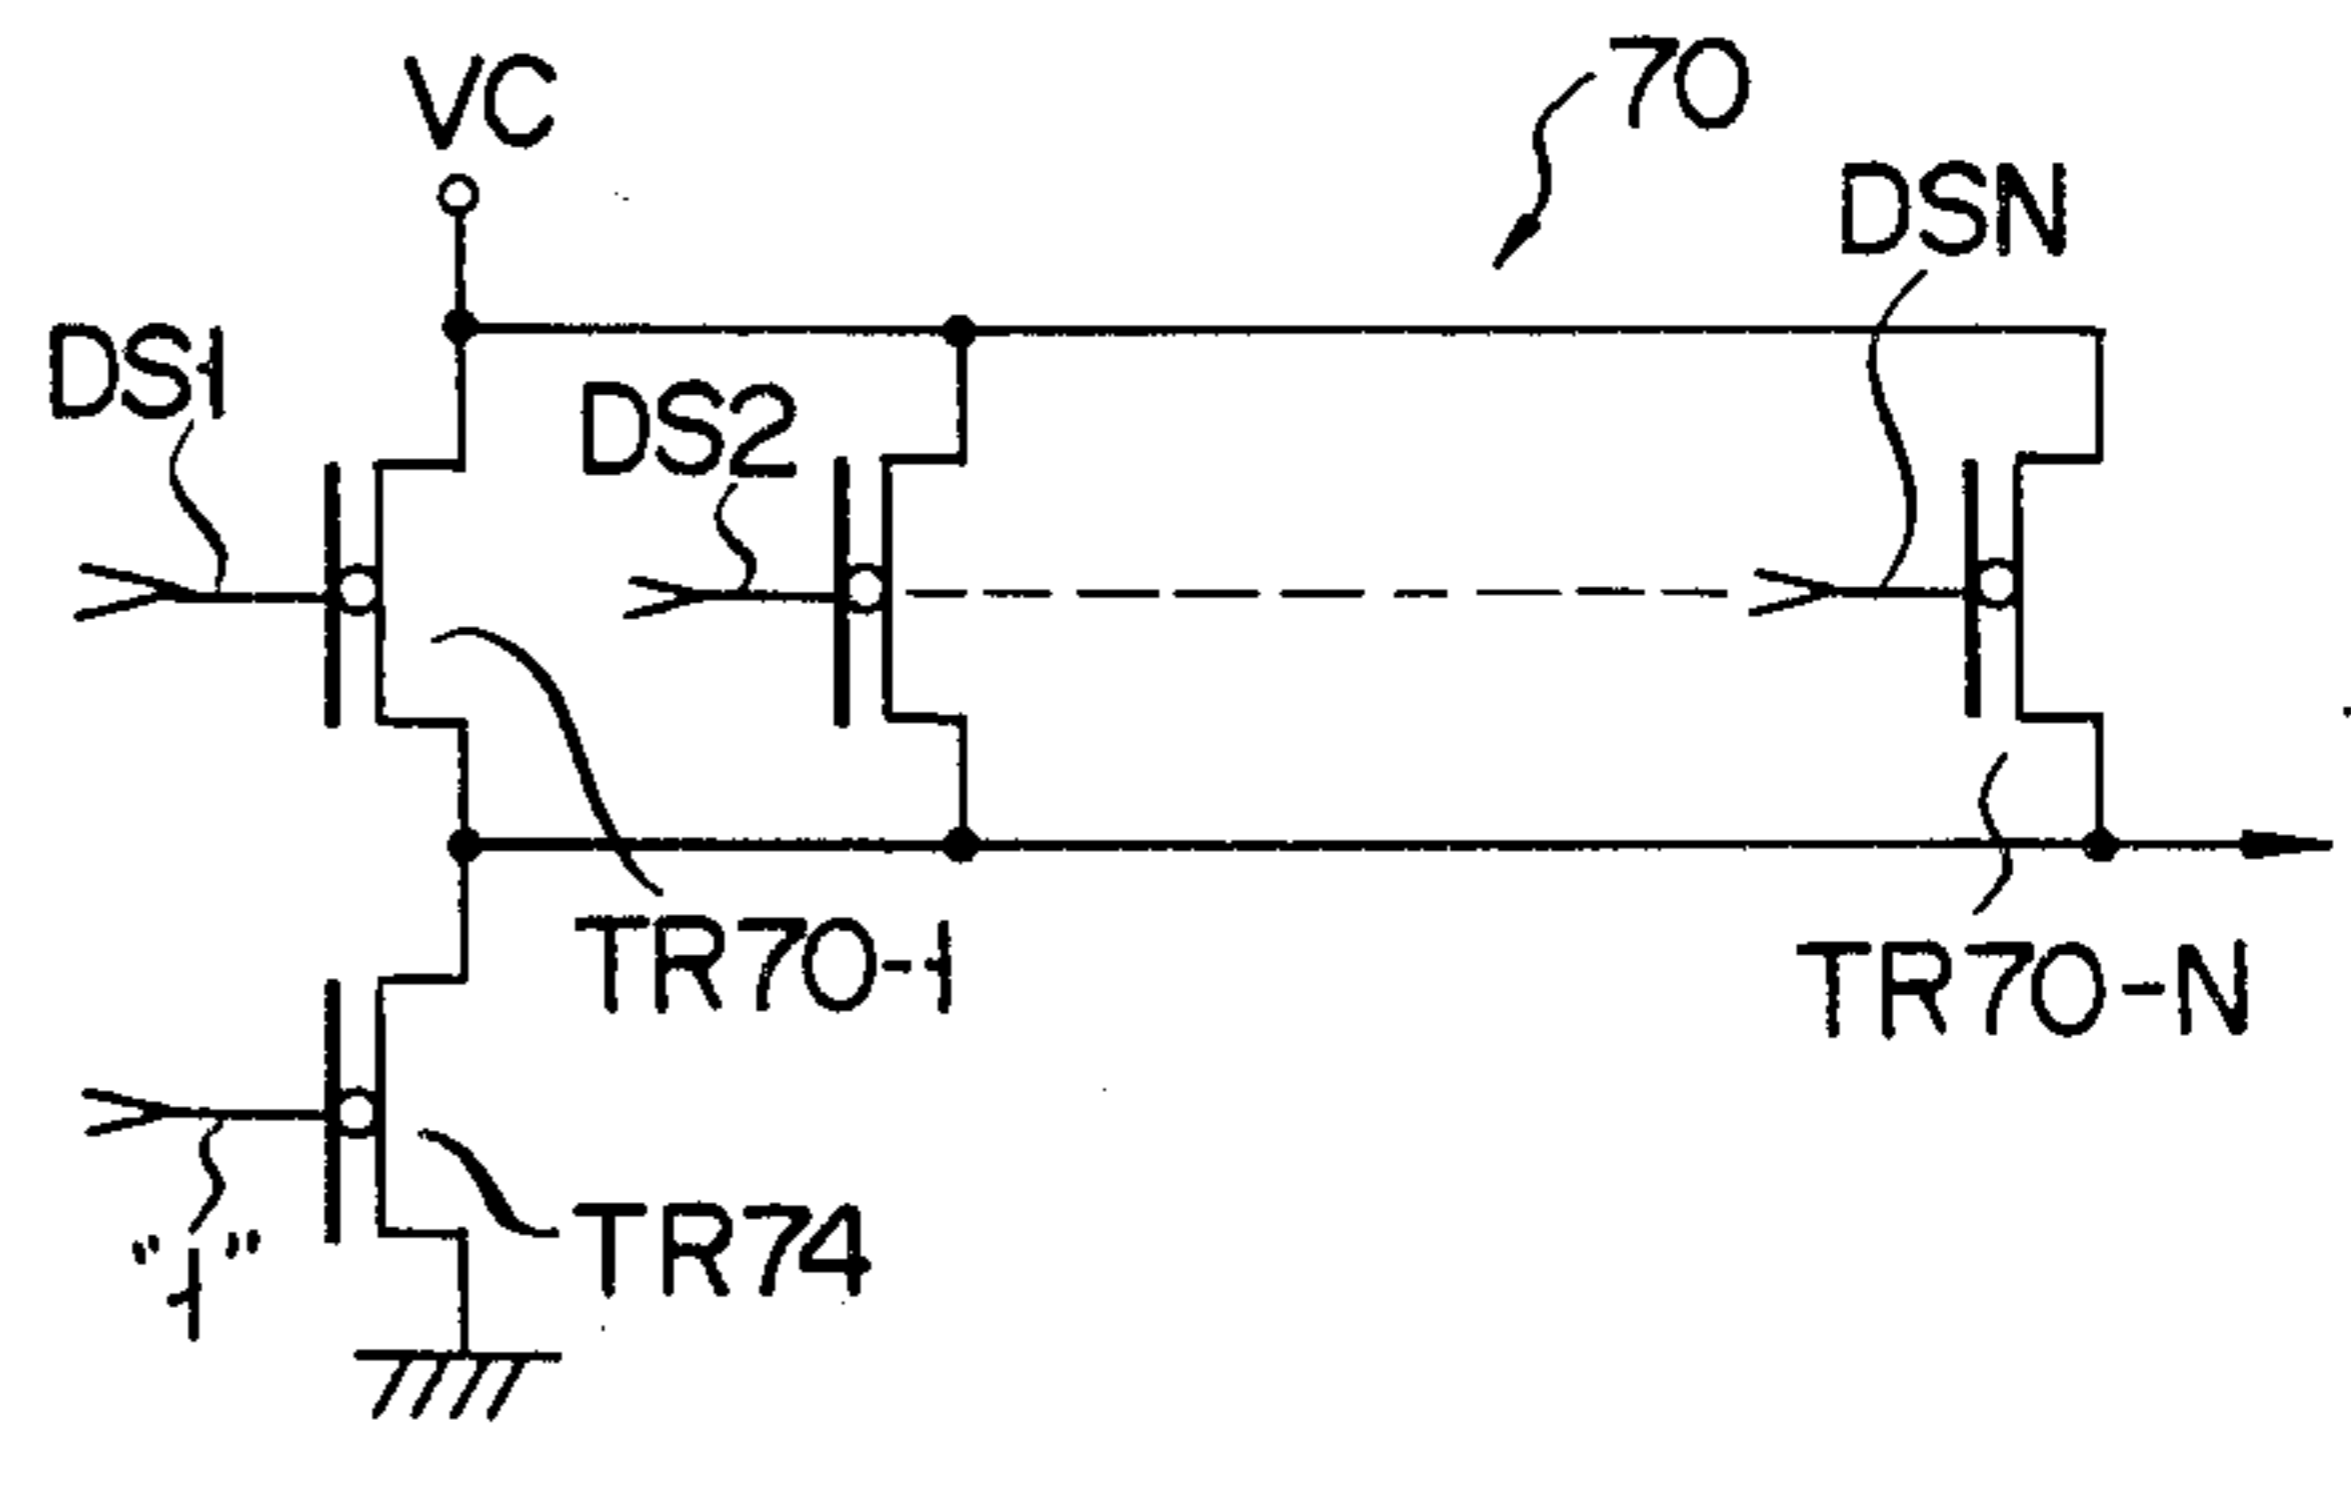 VC
70
DSN
DS1
DS2
TR70-1
TR70-N
TR74
"1"